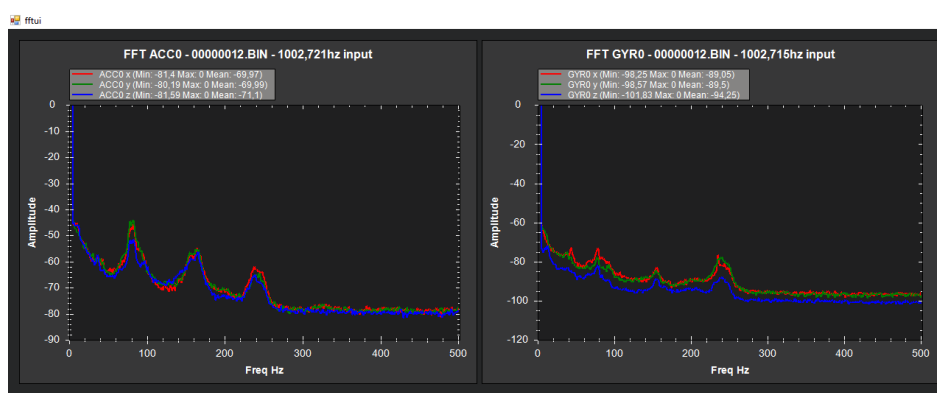 fftui
FFT ACC0 - 00000012.BIN - 1002,721hz input
ACC0 x (Min: -81,4 Max: 0 Mean: -69,97)
ACC0 y (Min: -80,19 Max: 0 Mean: -69,99)
ACC0 z (Min: -81,59 Max: 0 Mean: -71,1)
0
-10
-20
-30
-40
-50
-60
-70
-80
-90
Amplitude
0 100 200 300 400 500
Freq Hz
FFT GYR0 - 00000012.BIN - 1002,715hz input
GYR0 x (Min: -98,25 Max: 0 Mean: -89,05)
GYR0 y (Min: -98,57 Max: 0 Mean: -89,5)
GYR0 z (Min: -101,83 Max: 0 Mean: -94,25)
0
-20
-40
-60
-80
-100
-120
Amplitude
0 100 200 300 400 500
Freq Hz